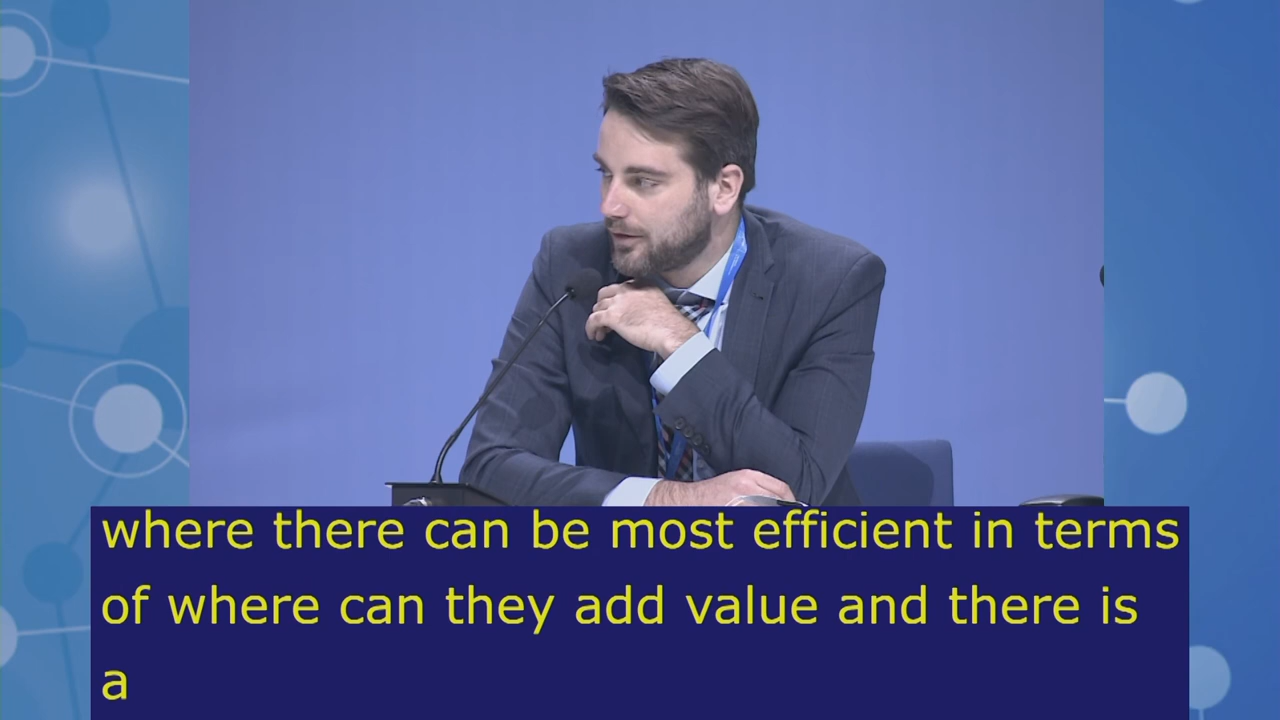 where there can be most efficient in terms
of where can they add value and there is
a